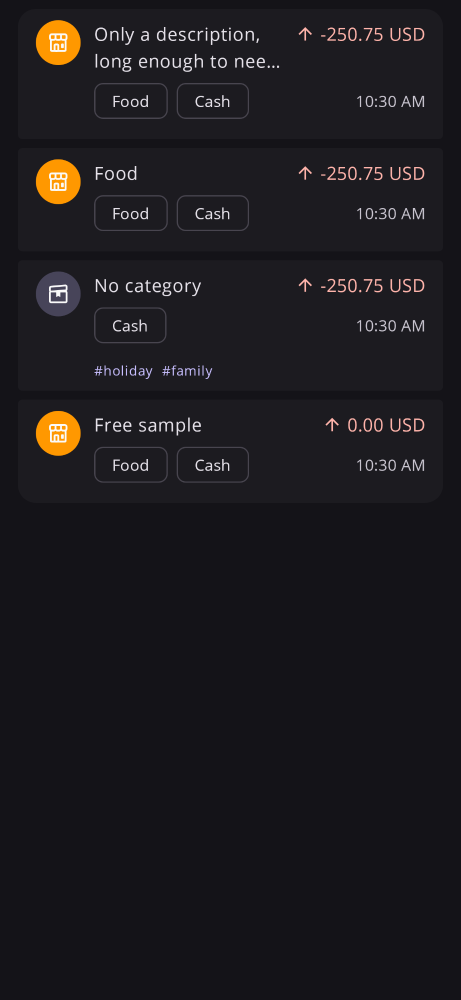 Only a description, ↑ -250.75 USD
long enough to nee...
Food Cash 10:30 AM
Food ↑ -250.75 USD
Food Cash 10:30 AM
No category ↑ -250.75 USD
Cash 10:30 AM
#holiday #family
Free sample ↑ 0.00 USD
Food Cash 10:30 AM